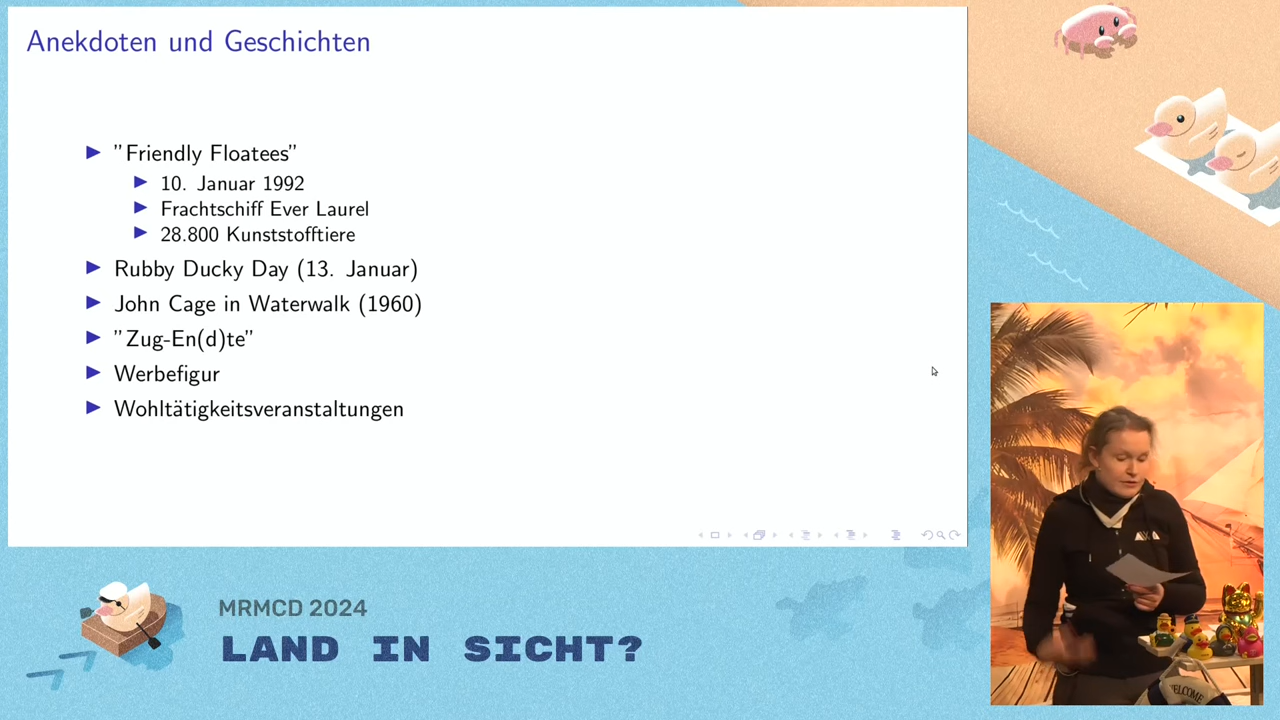 Anekdoten und Geschichten
"Friendly Floatees"
10. Januar 1992
Frachtschiff Ever Laurel
28.800 Kunststofftiere
Rubby Ducky Day (13. Januar)
John Cage in Waterwalk (1960)
"Zug-En(d)te"
Werbefigur
Wohltätigkeitsveranstaltungen
MRMCD 2024
LAND IN SICHT?
WELCOME